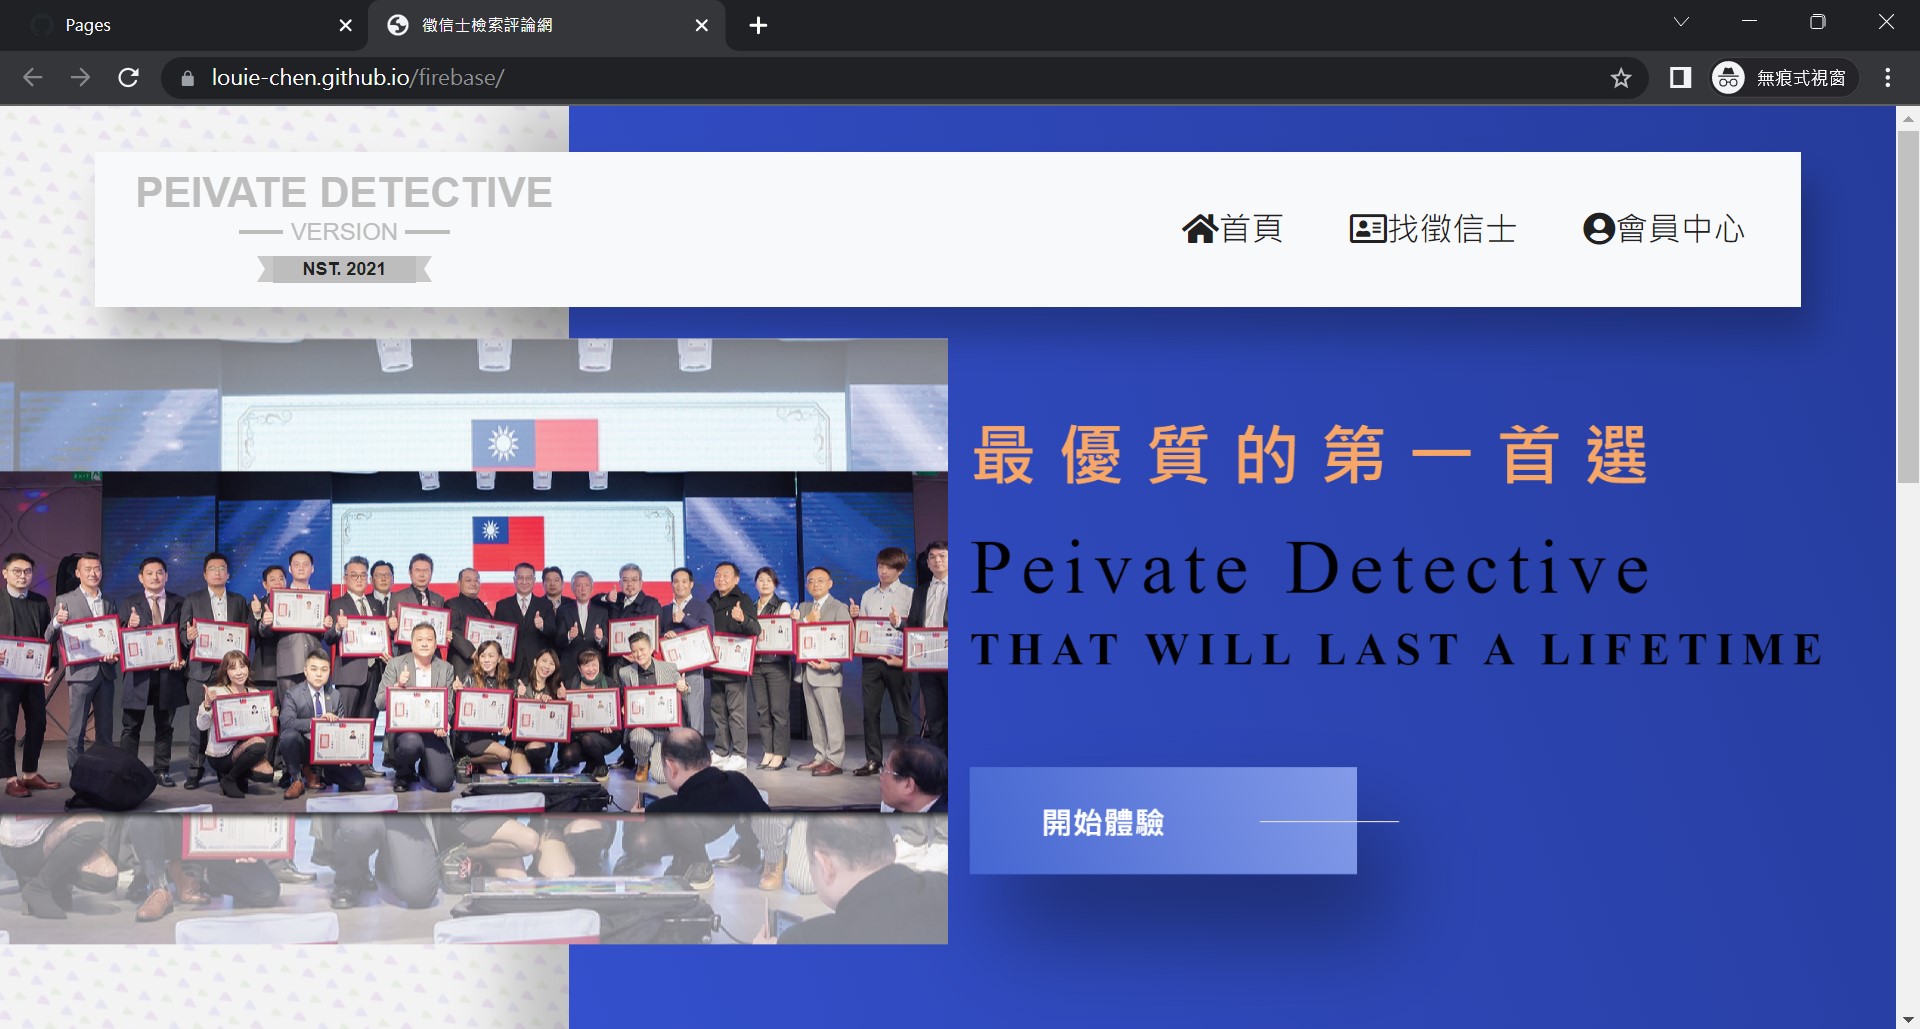 Pages
徵信士檢索評論網
louie-chen.github.io/firebase/
無痕式視窗
PEIVATE DETECTIVE
VERSION
NST. 2021
首頁
找徵信士
會員中心
最優質的第一首選
Peivate Detective
THAT WILL LAST A LIFETIME
開始體驗